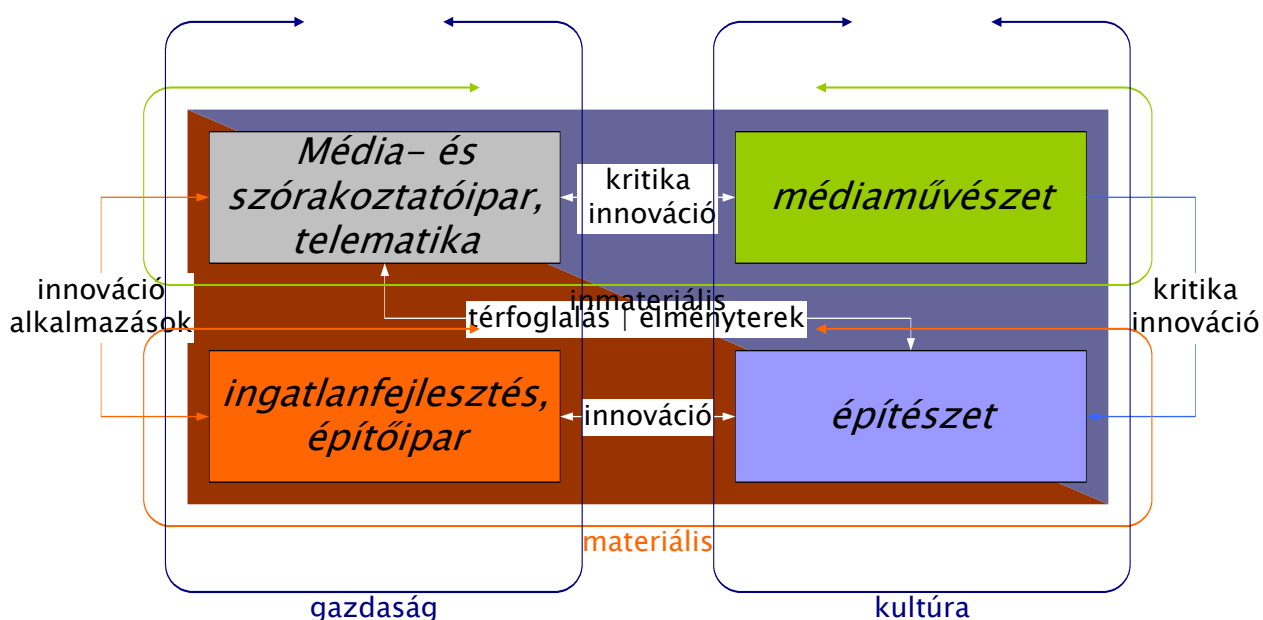 Média- és
szórakoztatóipar,
telematika
kritika
innováció
médiaművészet
innováció
alkalmazások
inmateriális
térfoglalás | élményterek
kritika
innováció
ingatlanfejlesztés,
építőipar
innováció
építészet
materiális
gazdaság
kultúra